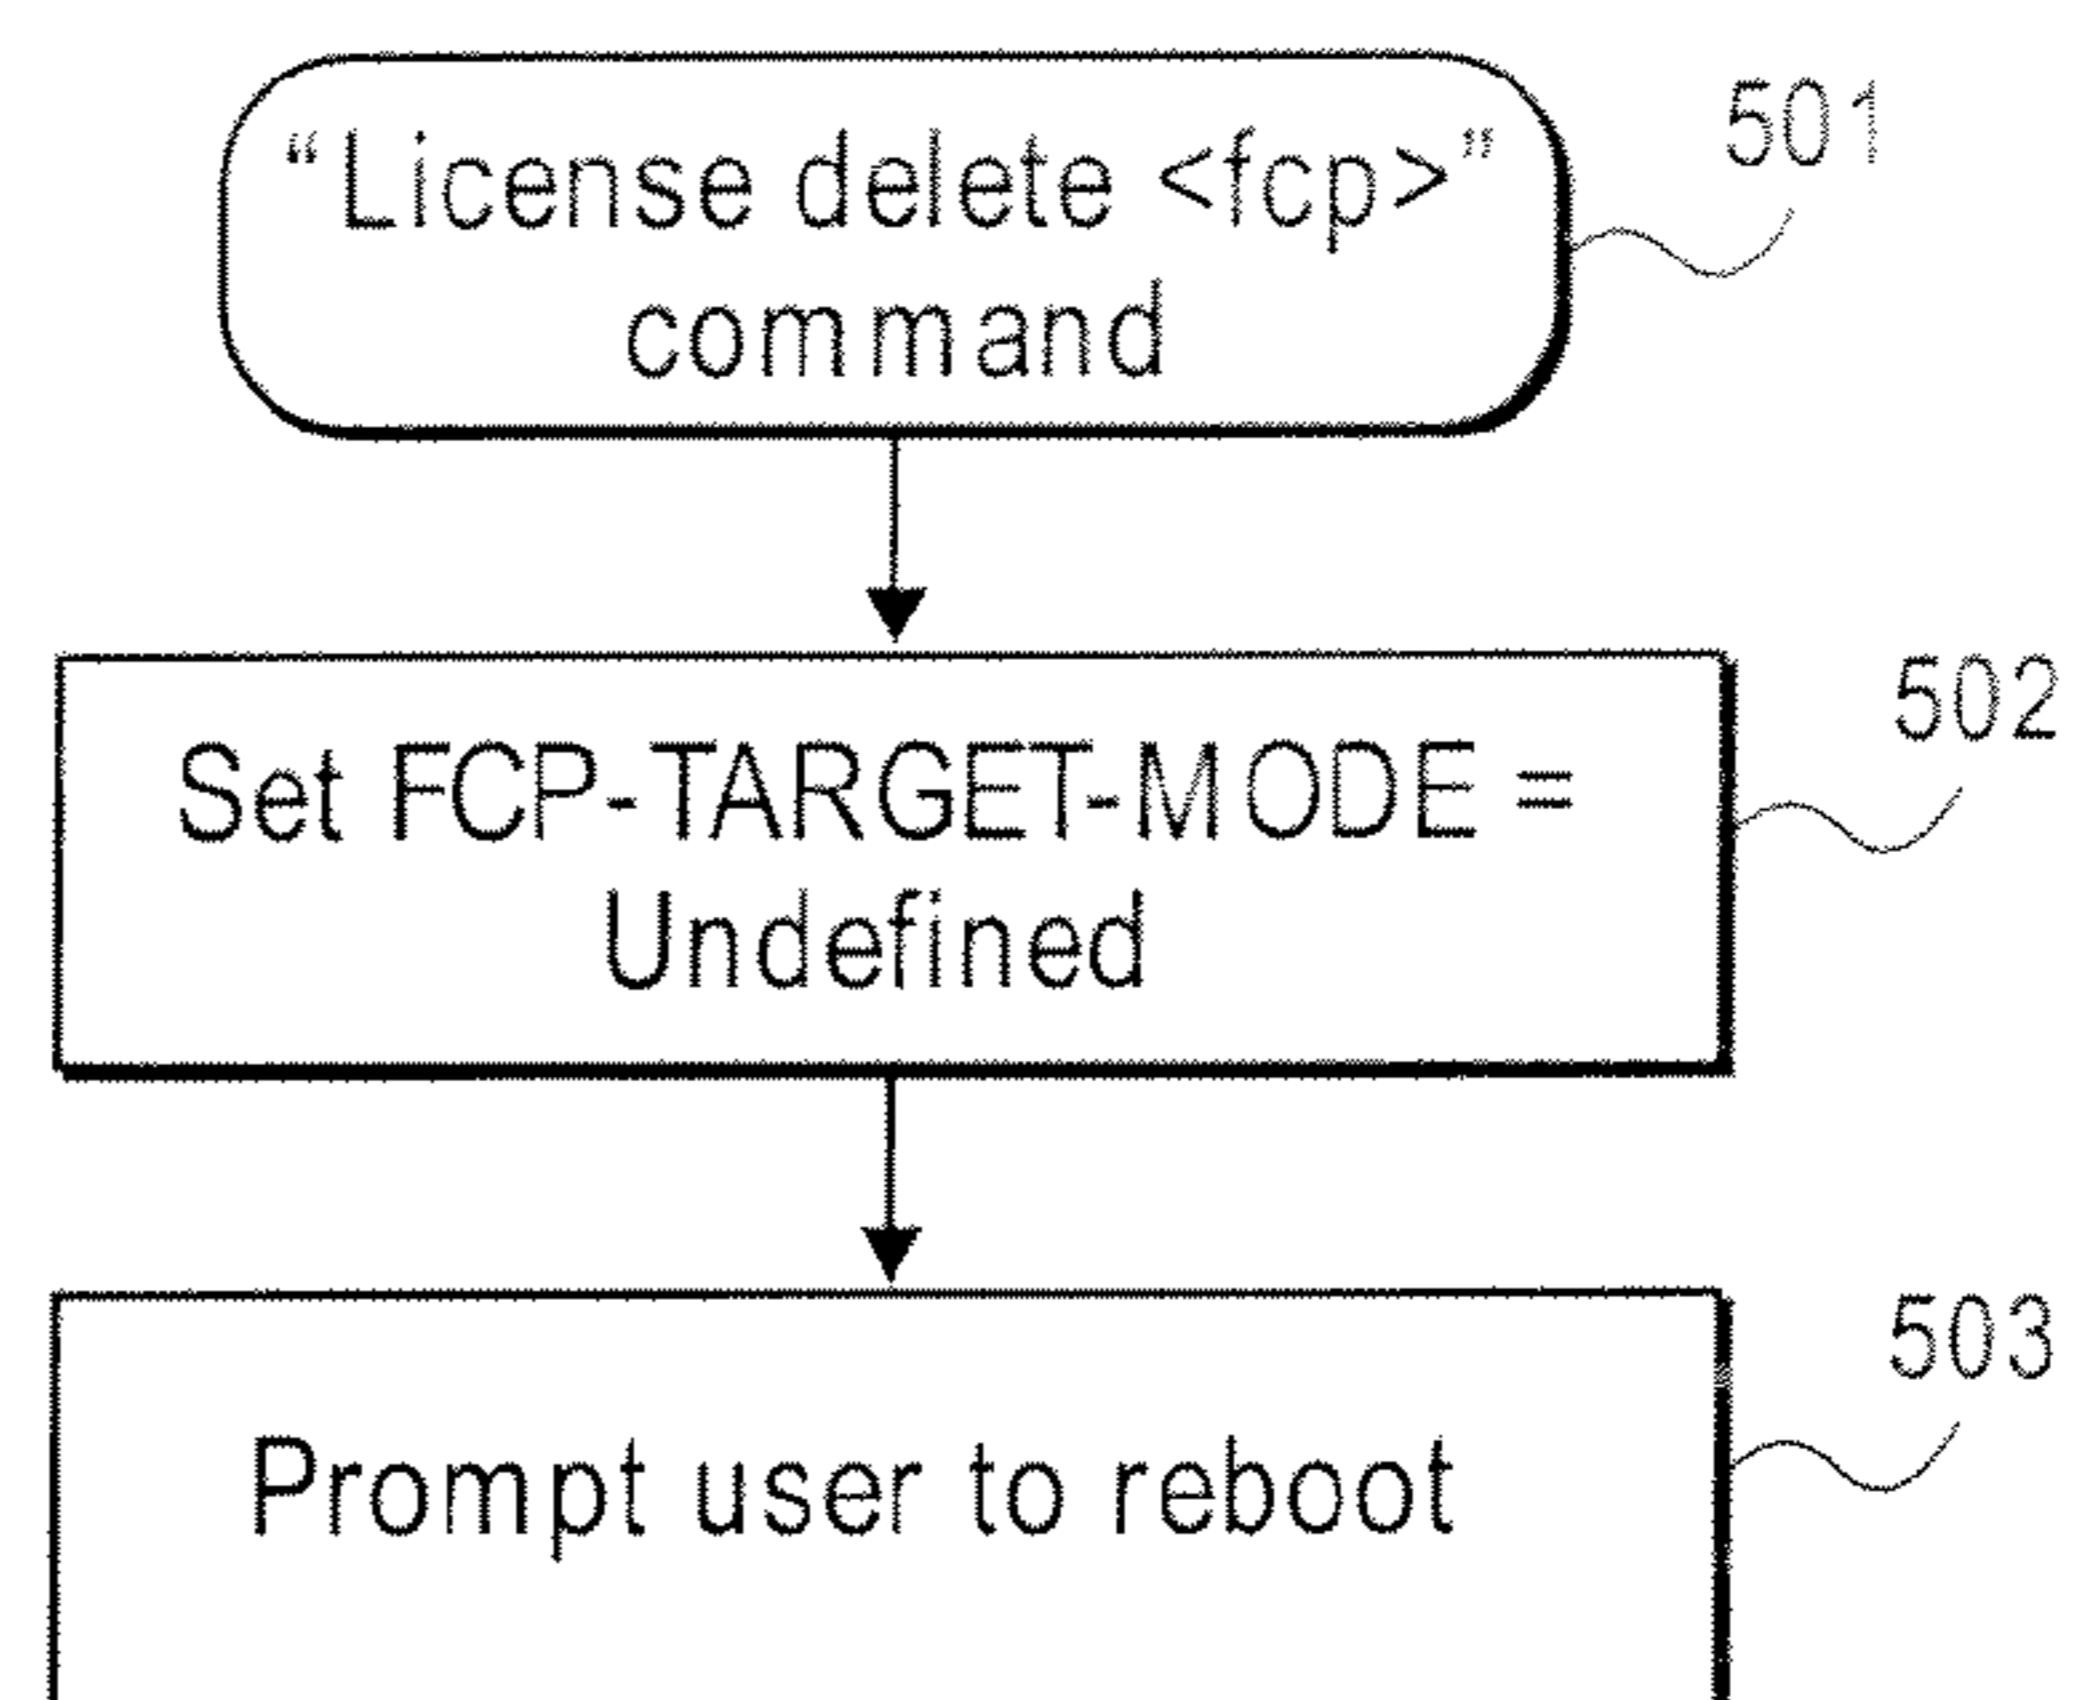 “License delete <fcp>”
command
501
Set FCP-TARGET-MODE =
Undefined
502
Prompt user to reboot
503